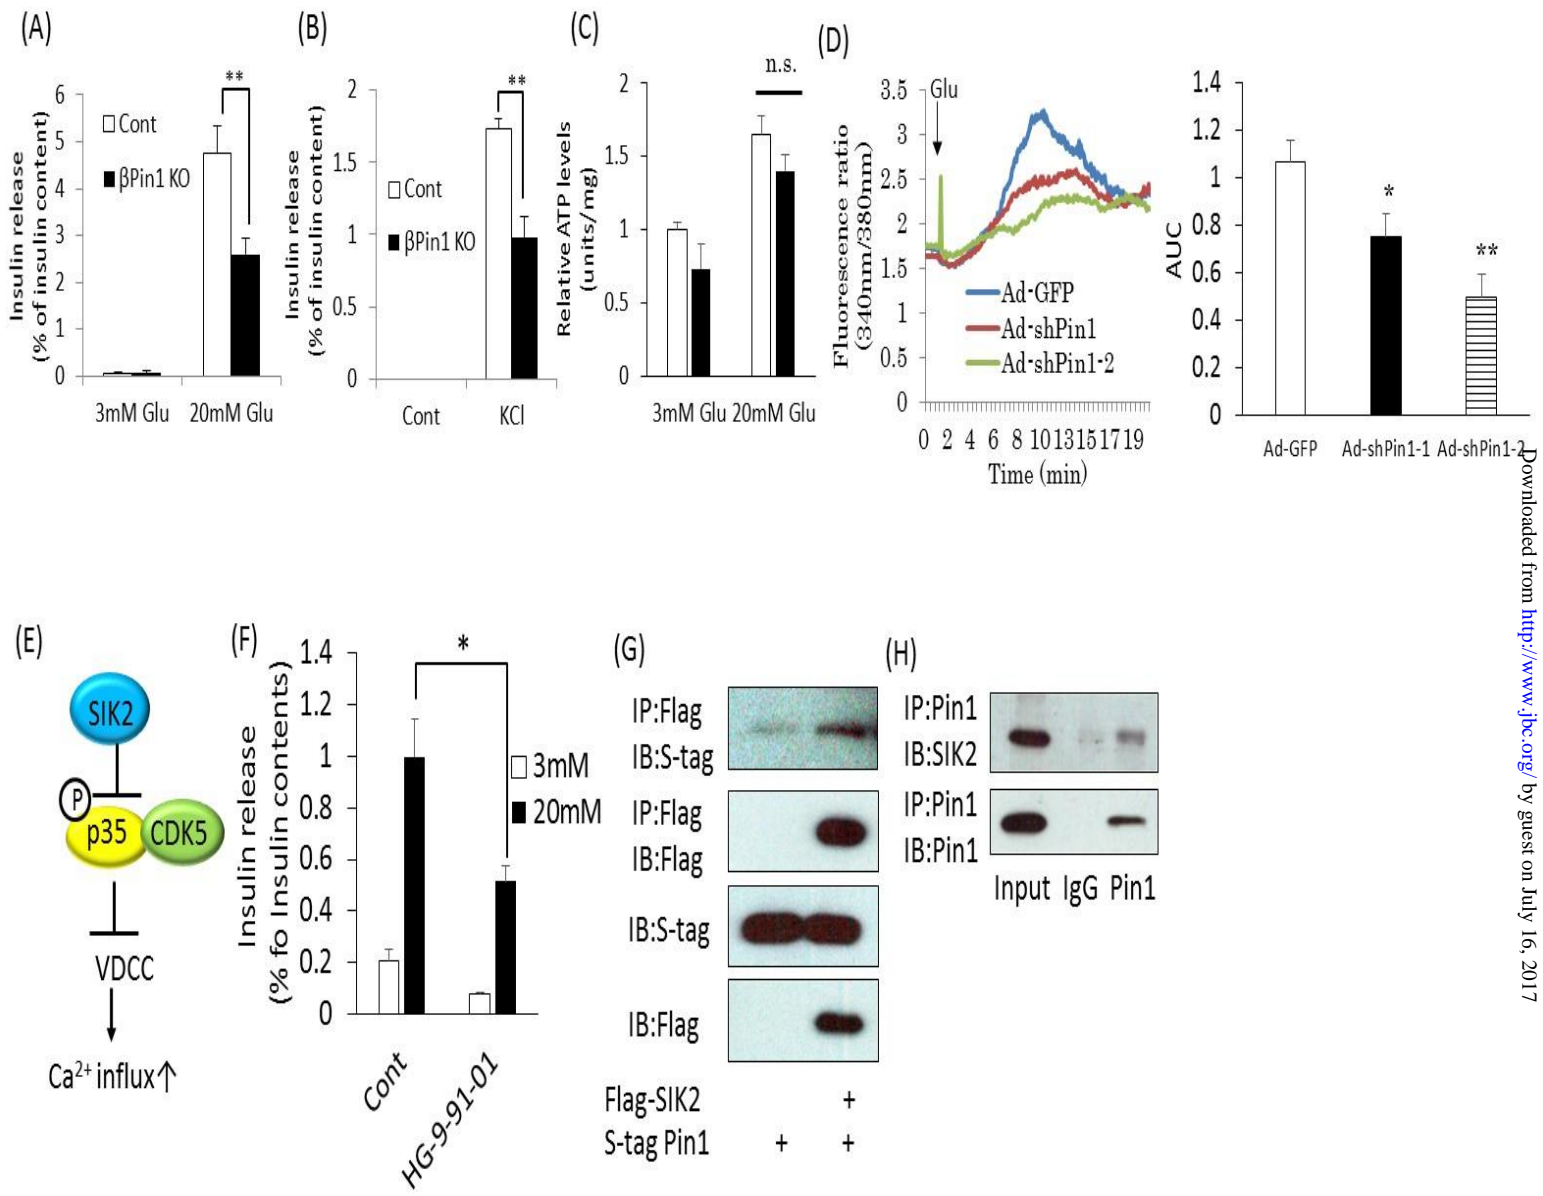 (A)
**
Insulin release
(% of insulin content)
6
5
4
3
2
1
0
Cont
βPin1 KO
3mM Glu
20mM Glu
(B)
**
Insulin release
(% of insulin content)
2
1.5
1
0.5
0
Cont
βPin1 KO
Cont
KCl
(C)
n.s.
Relative ATP levels
(units/mg)
2
1.5
1
0.5
0
3mM Glu
20mM Glu
(D)
Fluorescence ratio
(340nm/380nm)
3.5
3
2.5
2
1.5
1
0.5
0
Glu
Ad-GFP
Ad-shPin1
Ad-shPin1-2
0 2 4 6 8 10 13 15 17 19
Time (min)
AUC
1.4
1.2
1
0.8
0.6
0.4
0.2
0
*
**
Ad-GFP
Ad-shPin1-1
Ad-shPin1-2
(E)
SIK2
P
p35
CDK5
VDCC
Ca2+ influx↑
(F)
*
Insulin release
(% fo Insulin contents)
1.4
1.2
1
0.8
0.6
0.4
0.2
0
3mM
20mM
Cont
HG-9-91-01
(G)
IP:Flag
IB:S-tag
IP:Flag
IB:Flag
IB:S-tag
IB:Flag
Flag-SIK2 +
S-tag Pin1 + +
(H)
IP:Pin1
IB:SIK2
IP:Pin1
IB:Pin1
Input IgG Pin1
Downloaded from http://www.jbc.org/ by guest on July 16, 2017